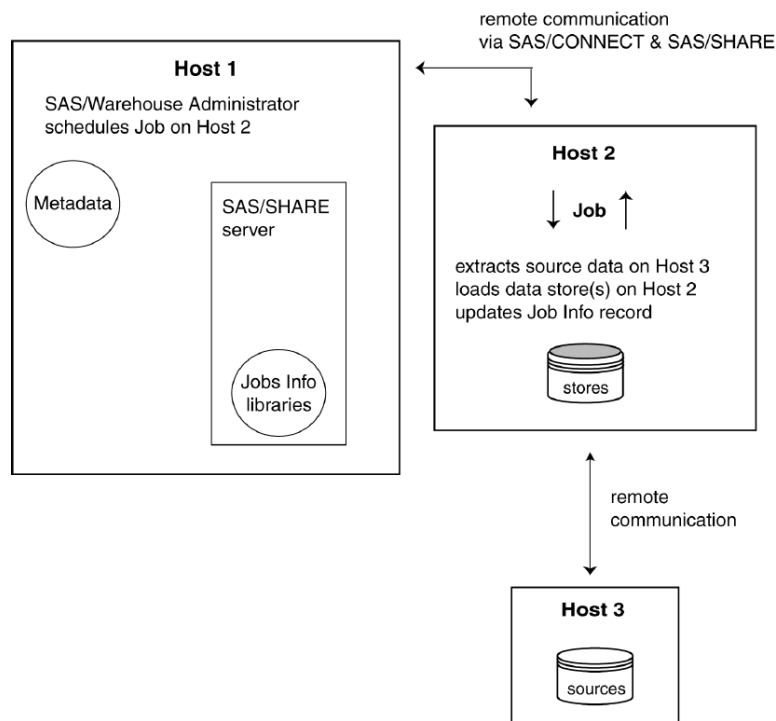 remote communication
via SAS/CONNECT & SAS/SHARE
Host 1
SAS/Warehouse Administrator
schedules Job on Host 2
Metadata
SAS/SHARE
server
Jobs Info
libraries
Host 2
Job
extracts source data on Host 3
loads data store(s) on Host 2
updates Job Info record
stores
remote
communication
Host 3
sources